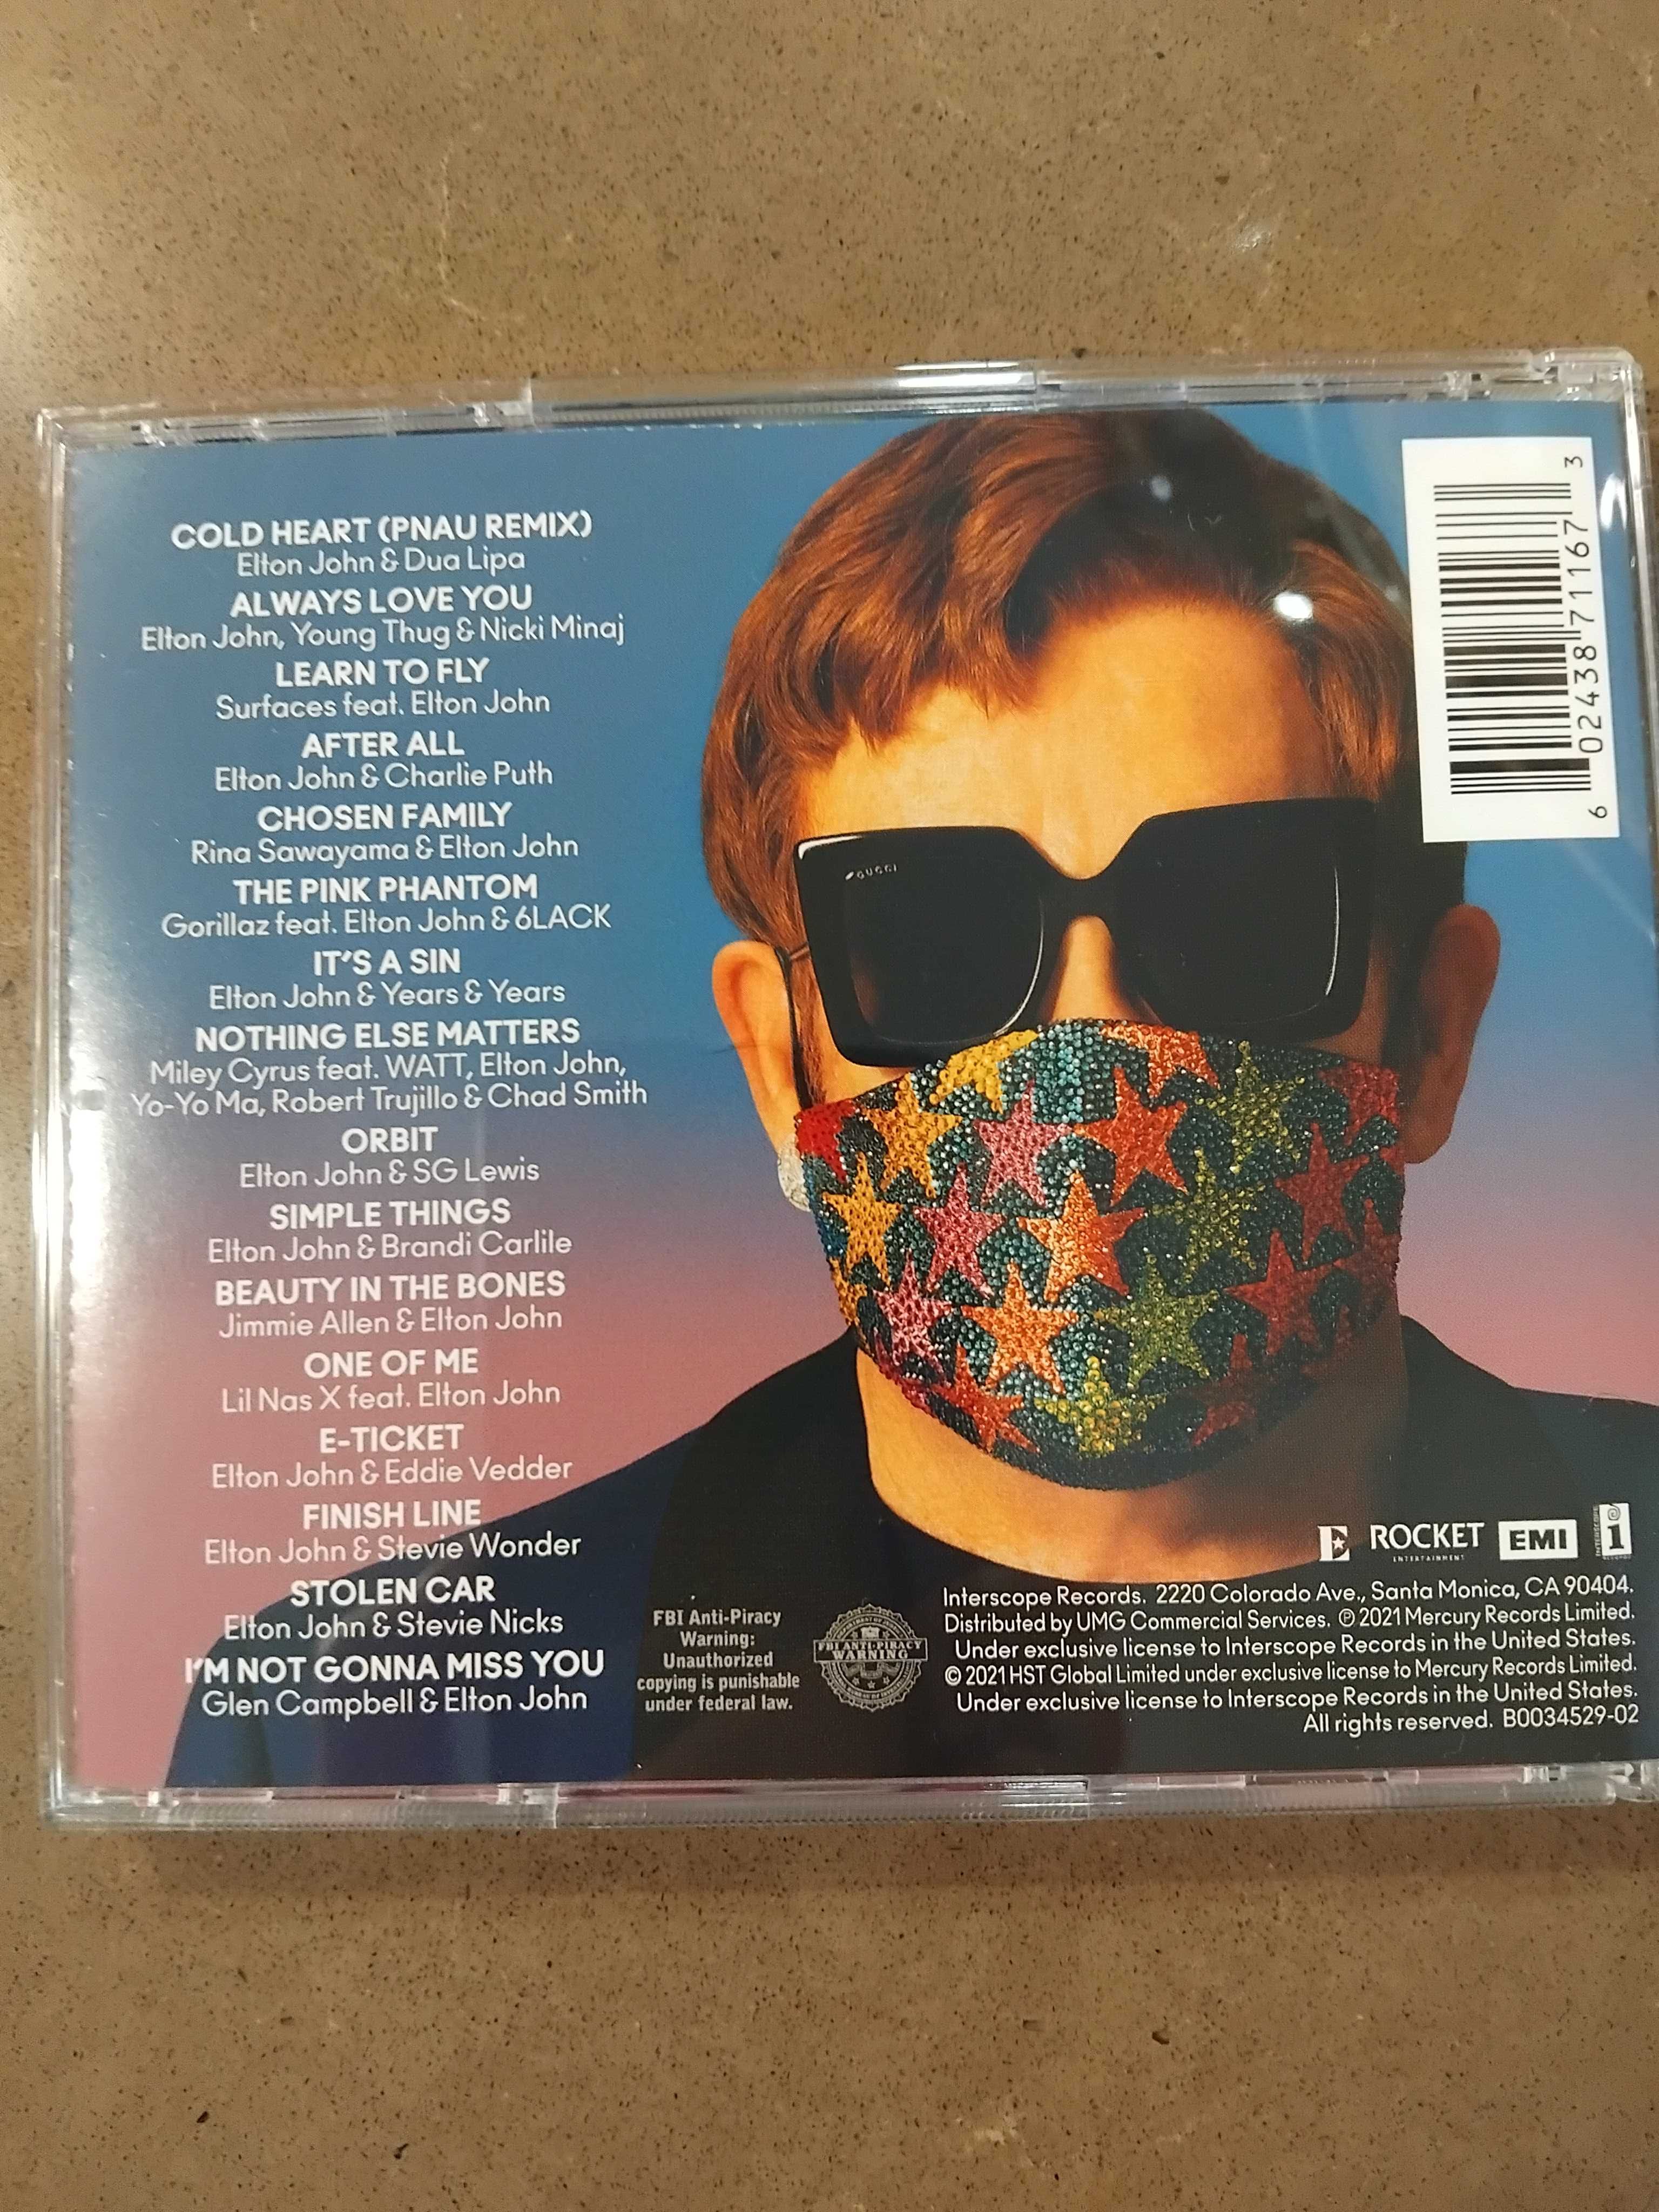 COLD HEART (PNAU REMIX)
Elton John & Dua Lipa
ALWAYS LOVE YOU
Elton John, Young Thug & Nicki Minaj
LEARN TO FLY
Surfaces feat. Elton John
AFTER ALL
Elton John & Charlie Puth
CHOSEN FAMILY
Rina Sawayama & Elton John
THE PINK PHANTOM
Gorillaz feat. Elton John & 6LACK
IT'S A SIN
Elton John & Years & Years
NOTHING ELSE MATTERS
Miley Cyrus feat. WATT, Elton John,
Yo-Yo Ma, Robert Trujillo & Chad Smith
ORBIT
Elton John & SG Lewis
SIMPLE THINGS
Elton John & Brandi Carlile
BEAUTY IN THE BONES
Jimmie Allen & Elton John
ONE OF ME
Lil Nas X feat. Elton John
E-TICKET
Elton John & Eddie Vedder
FINISH LINE
Elton John & Stevie Wonder
STOLEN CAR
Elton John & Stevie Nicks
I'M NOT GONNA MISS YOU
Glen Campbell & Elton John
GUCCI
6 02438 71167 3
FBI Anti-Piracy
Warning:
Unauthorized
copying is punishable
under federal law.
FBI ANTI-PIRACY
WARNING
E ROCKET
ENTERTAINMENT
EMI
INTERSCOPE
i
RECORDS
Interscope Records. 2220 Colorado Ave., Santa Monica, CA 90404.
Distributed by UMG Commercial Services. ℗ 2021 Mercury Records Limited.
Under exclusive license to Interscope Records in the United States.
© 2021 HST Global Limited under exclusive license to Mercury Records Limited.
Under exclusive license to Interscope Records in the United States.
All rights reserved. B0034529-02